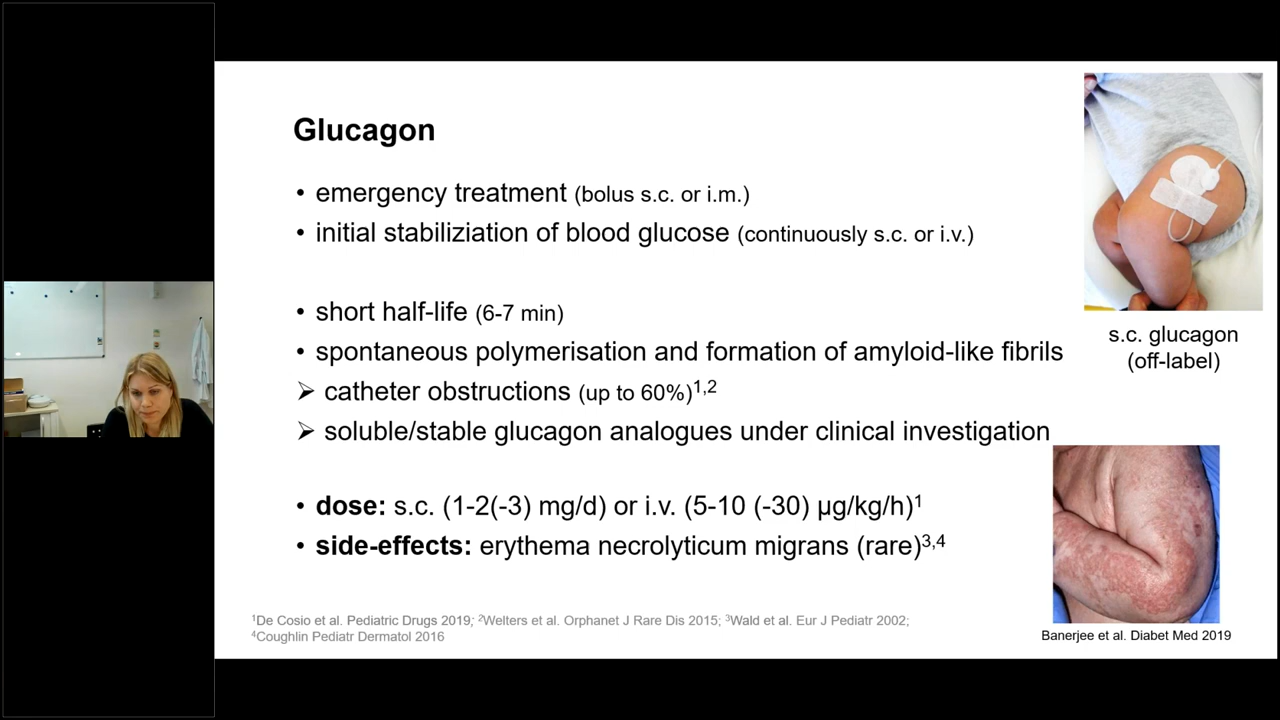 Glucagon
• emergency treatment (bolus s.c. or i.m.)
• initial stabiliziation of blood glucose (continuously s.c. or i.v.)
• short half-life (6-7 min)
• spontaneous polymerisation and formation of amyloid-like fibrils
➢ catheter obstructions (up to 60%)1,2
➢ soluble/stable glucagon analogues under clinical investigation
• dose: s.c. (1-2(-3) mg/d) or i.v. (5-10 (-30) µg/kg/h)1
• side-effects: erythema necrolyticum migrans (rare)3,4
s.c. glucagon
(off-label)
1De Cosio et al. Pediatric Drugs 2019; 2Welters et al. Orphanet J Rare Dis 2015; 3Wald et al. Eur J Pediatr 2002;
4Coughlin Pediatr Dermatol 2016
Banerjee et al. Diabet Med 2019